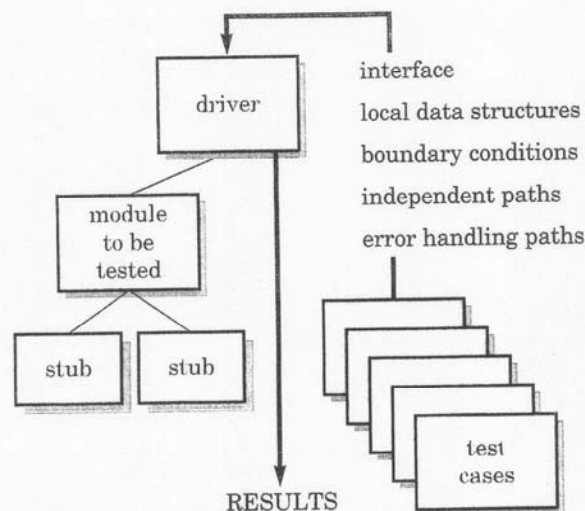 driver
interface
local data structures
boundary conditions
independent paths
error handling paths
module
to be
tested
stub
stub
test
cases
RESULTS